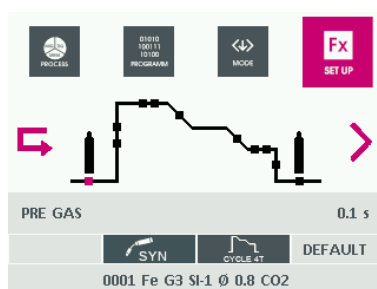 01010
100111
10100
Fx
PROCESS
PROGRAMM
MODE
SET UP
PRE GAS 0.1 s
SYN CYCLE 4T DEFAULT
0001 Fe G3 SI-1 Ø 0.8 CO2